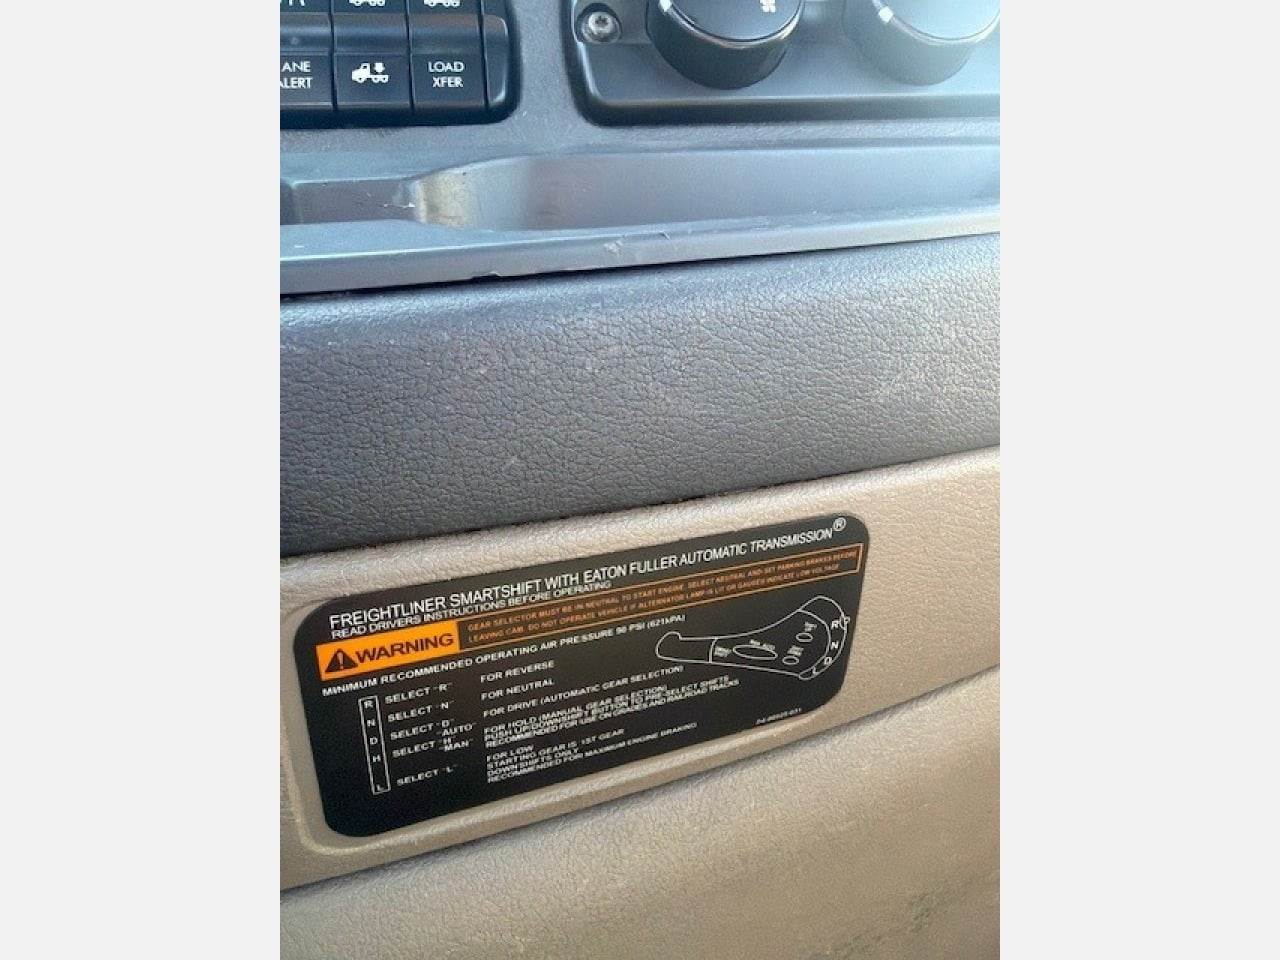 ANE
ALERT
LOAD
XFER
FREIGHTLINER SMARTSHIFT WITH EATON FULLER AUTOMATIC TRANSMISSION®
READ DRIVERS INSTRUCTIONS BEFORE OPERATING
WARNING
GEAR SELECTOR MUST BE IN NEUTRAL TO START ENGINE. SELECT NEUTRAL AND SET PARKING BRAKES BEFORE
LEAVING CAB. DO NOT OPERATE VEHICLE IF ALTERNATOR LAMP IS LIT OR GAUGES INDICATE LOW VOLTAGE
MINIMUM RECOMMENDED OPERATING AIR PRESSURE 90 PSI (621kPA)
R SELECT "R" FOR REVERSE
N SELECT "N" FOR NEUTRAL
D SELECT "D" FOR DRIVE (AUTOMATIC GEAR SELECTION)
"AUTO"
H SELECT "H" FOR HOLD (MANUAL GEAR SELECTION)
"MAN" PUSH UP/DOWNSHIFT BUTTON TO PRE-SELECT SHIFTS
RECOMMENDED FOR USE ON GRADES AND RAILROAD TRACKS
L SELECT "L" FOR LOW
STARTING GEAR IS 1ST GEAR
DOWNSHIFTS ONLY
RECOMMENDED FOR MAXIMUM ENGINE BRAKING
R
N
D
L